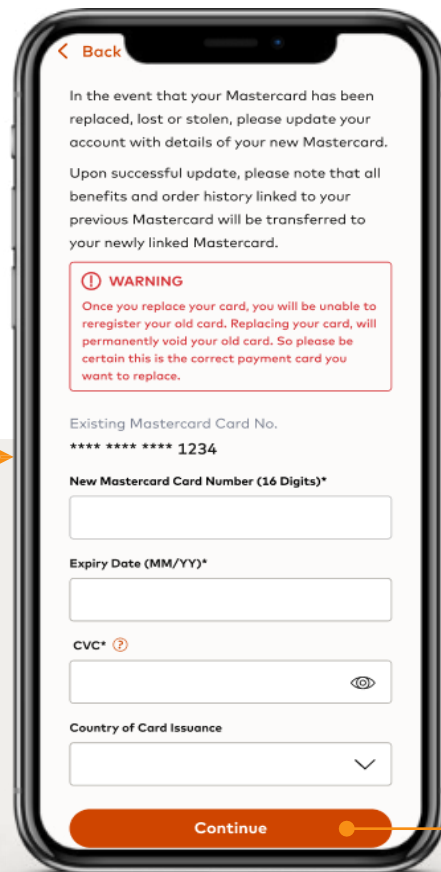 Back
In the event that your Mastercard has been
replaced, lost or stolen, please update your
account with details of your new Mastercard.
Upon successful update, please note that all
benefits and order history linked to your
previous Mastercard will be transferred to
your newly linked Mastercard.
WARNING
Once you replace your card, you will be unable to
reregister your old card. Replacing your card, will
permanently void your old card. So please be
certain this is the correct payment card you
want to replace.
Existing Mastercard Card No.
**** **** **** 1234
New Mastercard Card Number (16 Digits)*
Expiry Date (MM/YY)*
CVC* ?
Country of Card Issuance
Continue